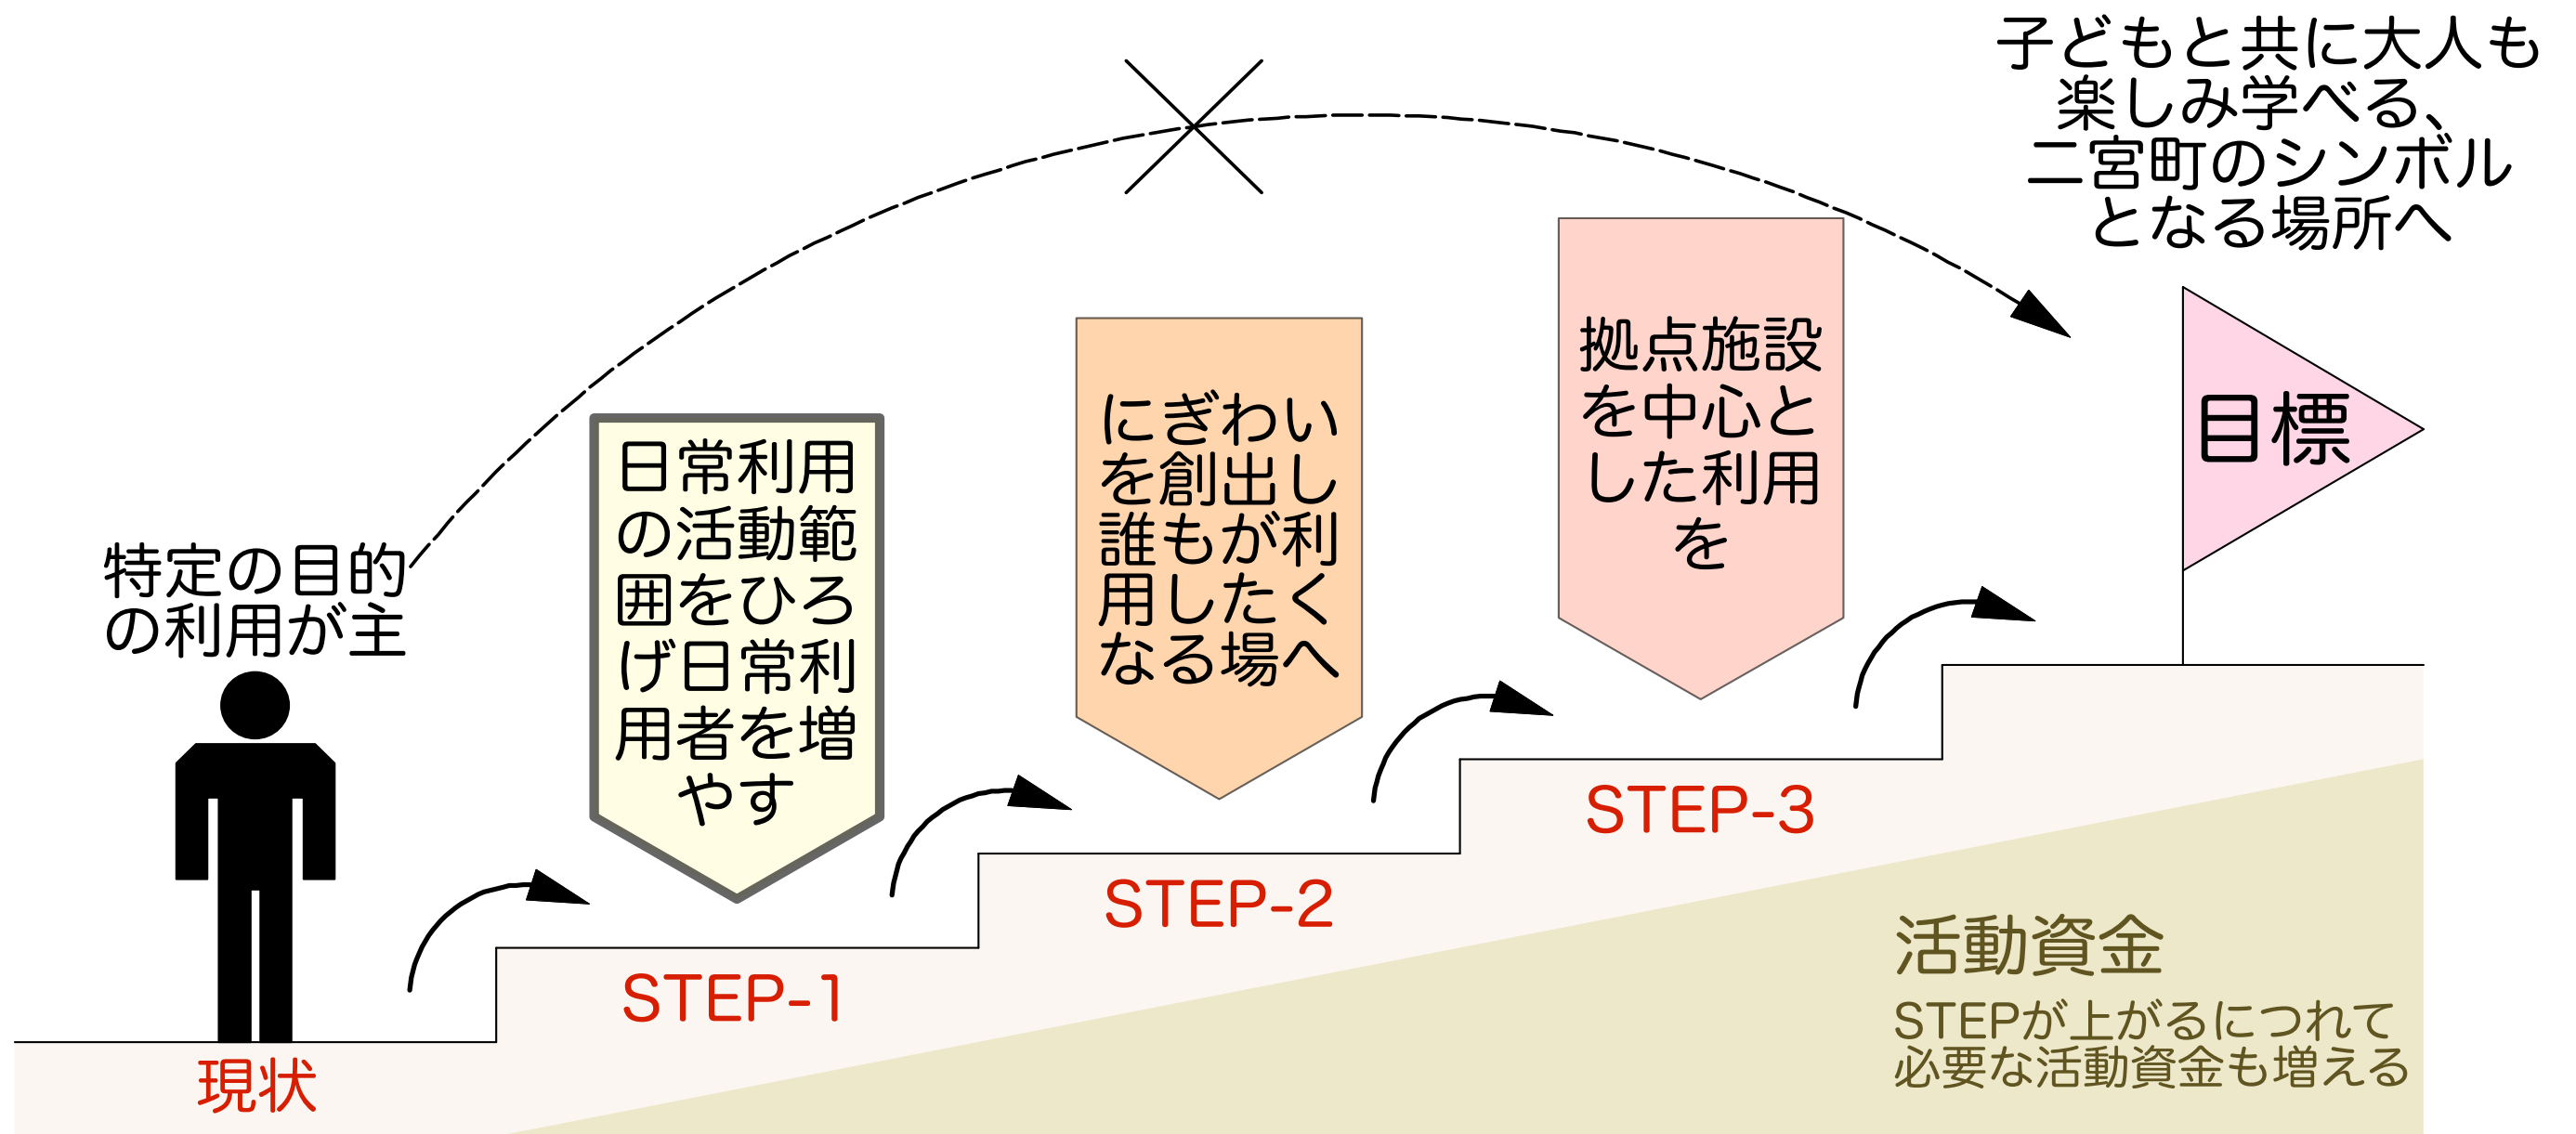 子どもと共に大人も
楽しみ学べる、
二宮町のシンボル
となる場所へ
特定の目的
の利用が主
日常利用
の活動範
囲をひろ
げ日常利
用者を増
やす
にぎわい
を創出し
誰もが利
用したく
なる場へ
拠点施設
を中心と
した利用
を
目標
現状
STEP-1
STEP-2
STEP-3
活動資金
STEPが上がるにつれて
必要な活動資金も増える